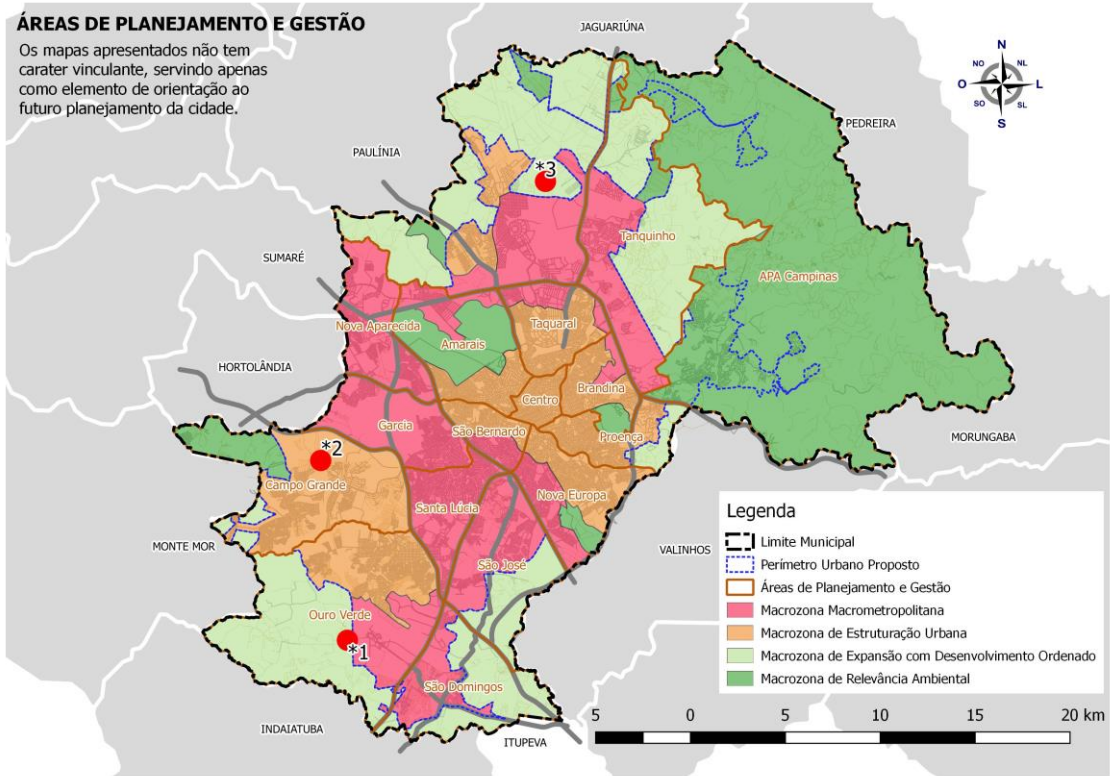 ÁREAS DE PLANEJAMENTO E GESTÃO
Os mapas apresentados não tem
carater vinculante, servindo apenas
como elemento de orientação ao
futuro planejamento da cidade.
JAGUARIÚNA
N
NO
NL
O
L
SO
SL
S
PEDREIRA
PAULÍNIA
*3
Tanquinho
SUMARÉ
APA Campinas
Nova Aparecida
Taquaral
Amarais
HORTOLÂNDIA
Brandina
Centro
Garcia
São Bernardo
Proença
MORUNGABA
*2
Campo Grande
Nova Europa
Santa Lúcia
MONTE MOR
VALINHOS
São José
Ouro Verde
*1
São Domingos
INDAIATUBA
ITUPEVA
Legenda
Limite Municipal
Perímetro Urbano Proposto
Áreas de Planejamento e Gestão
Macrozona Macrometropolitana
Macrozona de Estruturação Urbana
Macrozona de Expansão com Desenvolvimento Ordenado
Macrozona de Relevância Ambiental
5 0 5 10 15 20 km